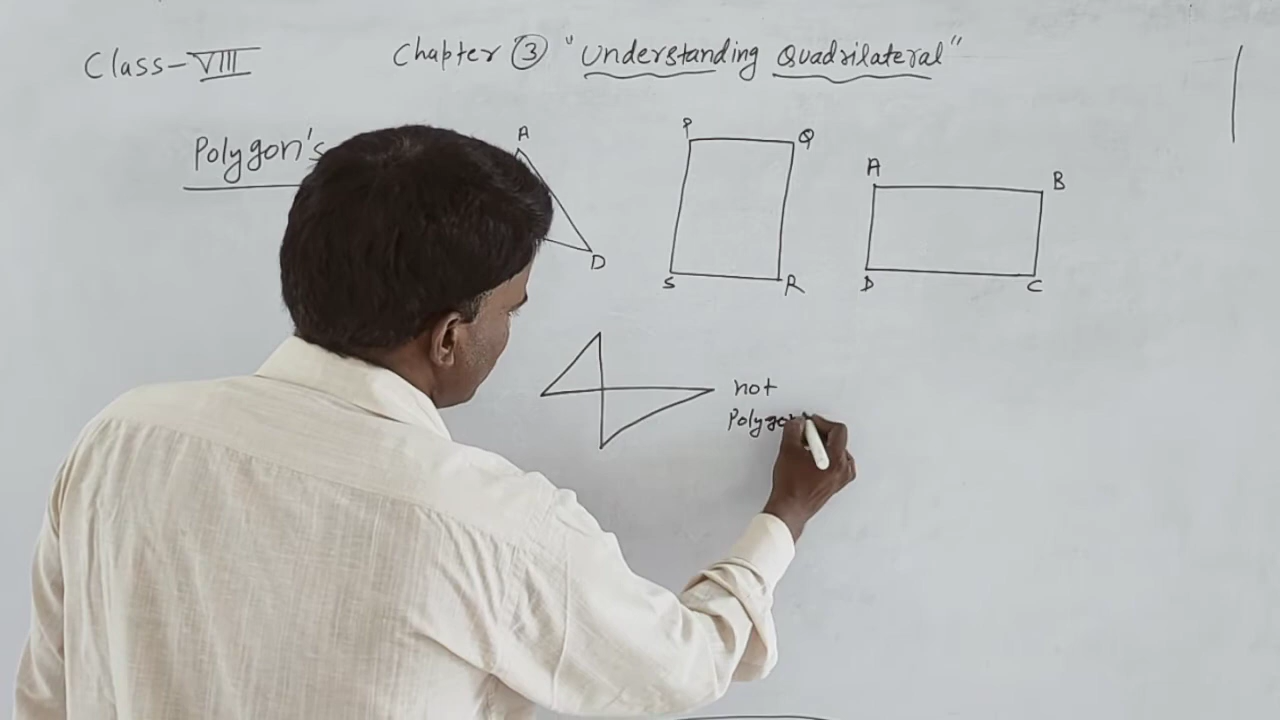 Class-VIII
Chapter ③ "Understanding Quadrilateral"
Polygon's
A
D
P
Q
S
R
A
B
D
C
not